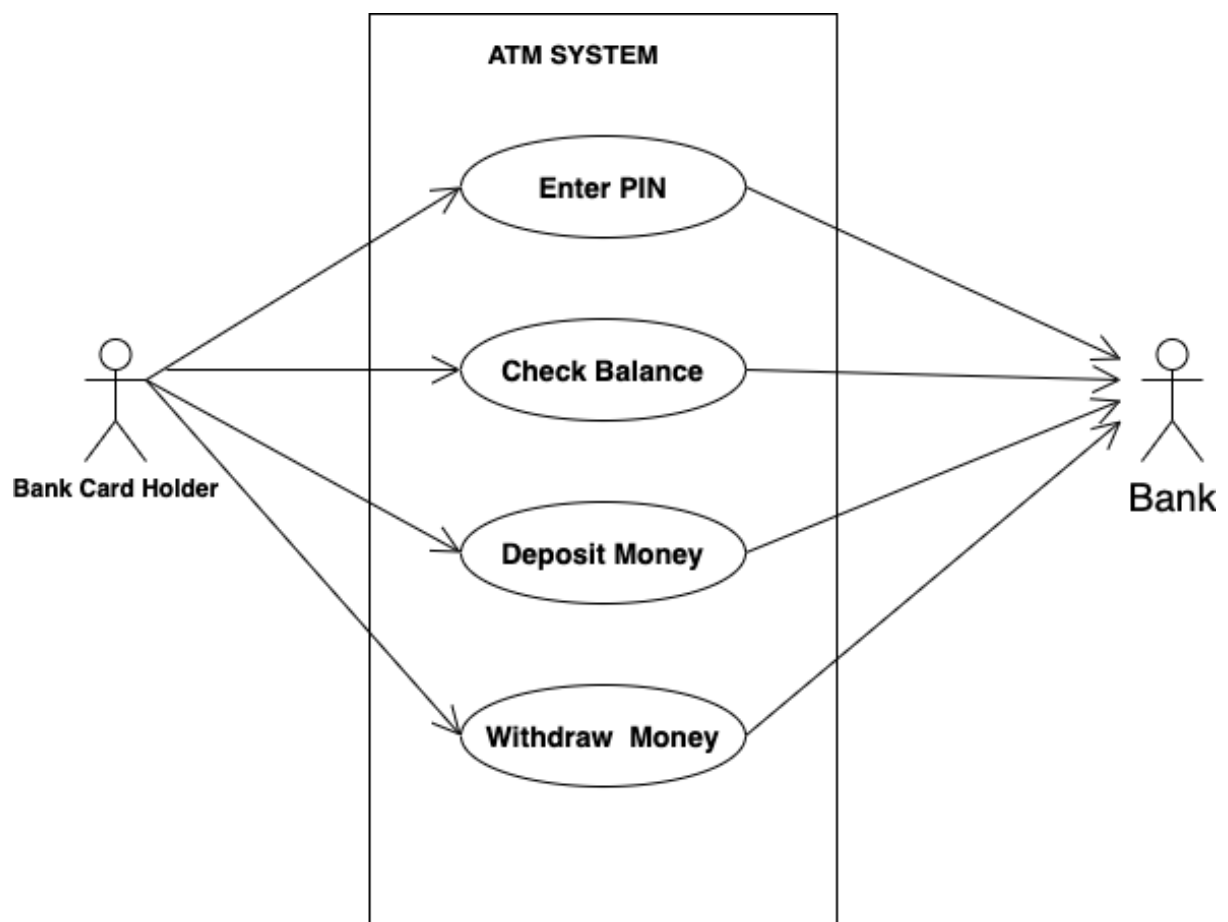 ATM SYSTEM
Enter PIN
Check Balance
Bank Card Holder
Bank
Deposit Money
Withdraw Money